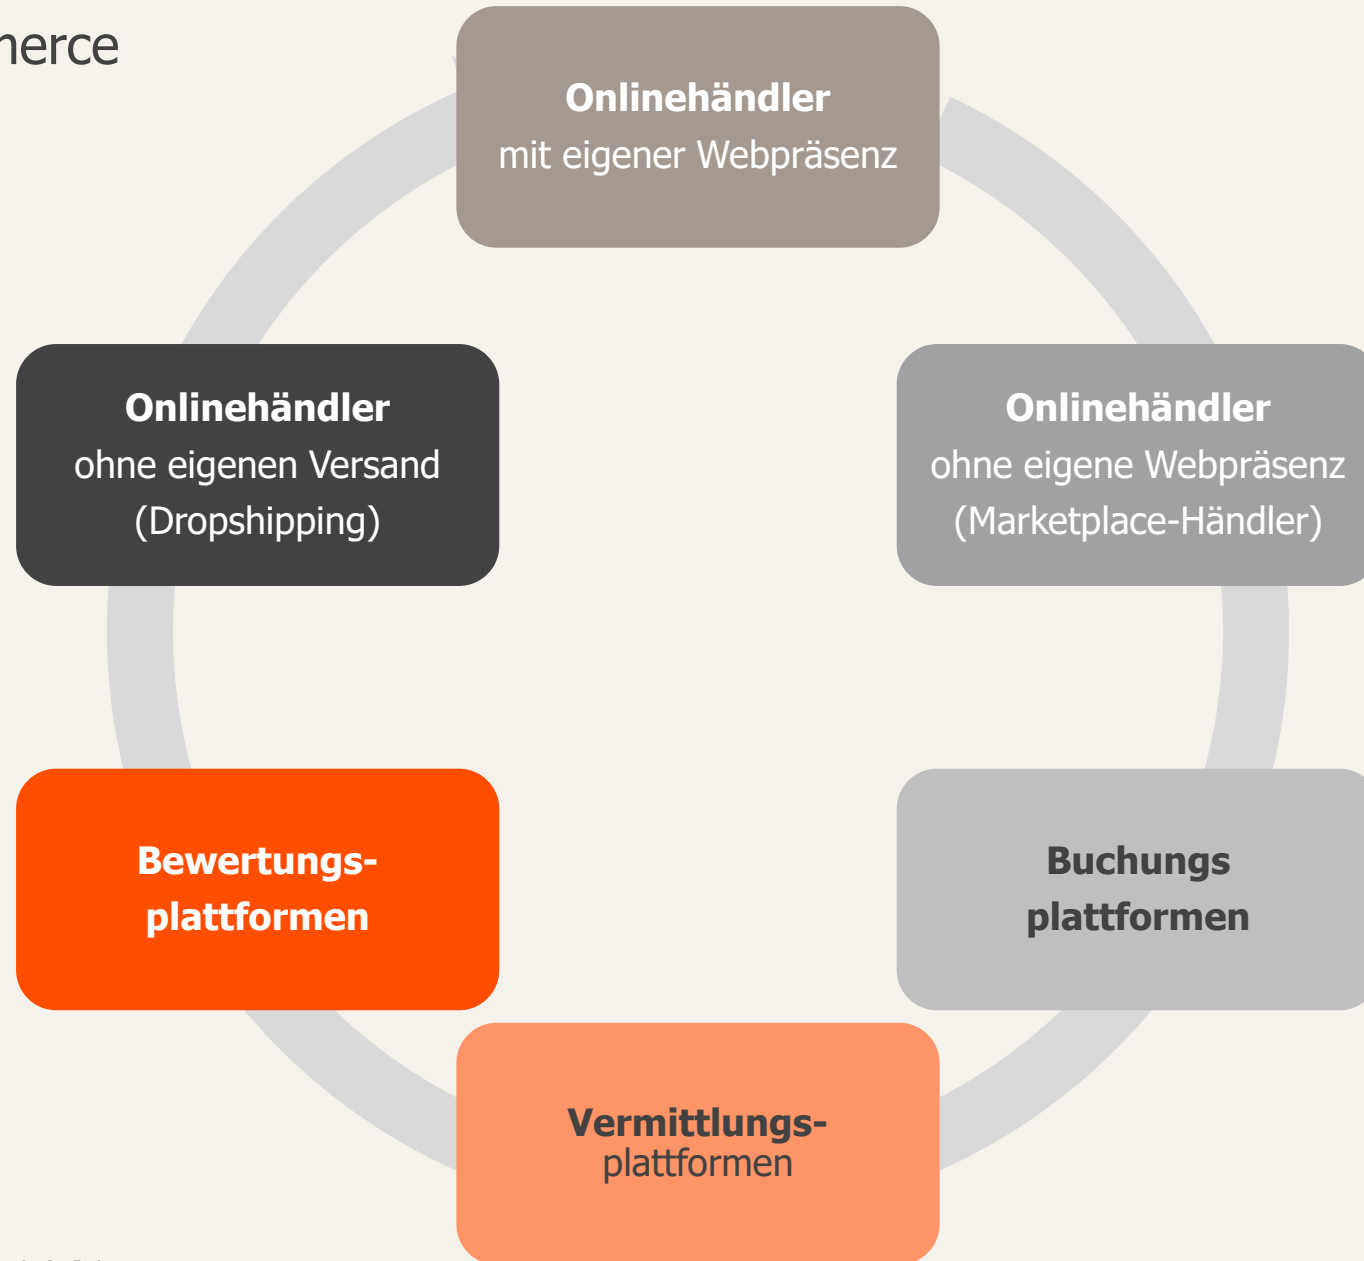 merce
Onlinehändler
mit eigener Webpräsenz
Onlinehändler
ohne eigene Webpräsenz
(Marketplace-Händler)
Buchungs
plattformen
Vermittlungs-
plattformen
Bewertungs-
plattformen
Onlinehändler
ohne eigenen Versand
(Dropshipping)